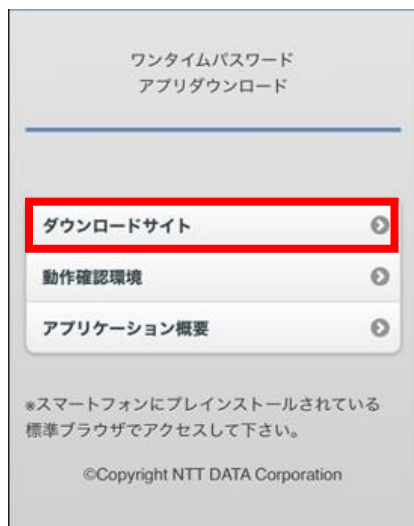 ワンタイムパスワード
アプリダウンロード
ダウンロードサイト
動作確認環境
アプリケーション概要
※スマートフォンにプレインストールされている
標準ブラウザでアクセスして下さい。
©Copyright NTT DATA Corporation